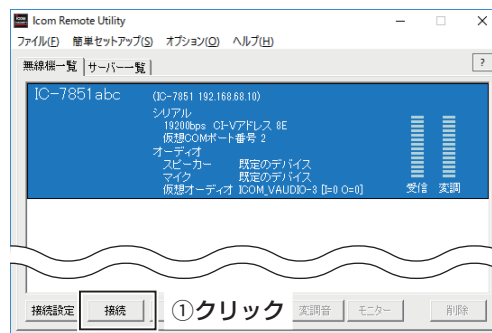 Icom Remote Utility
ファイル(F) 簡単セットアップ(S) オプション(O) ヘルプ(H)
無線機一覧 サーバー一覧 ?
IC-7851abc (IC-7851 192.168.68.10)
シリアル
19200bps CI-Vアドレス 8E
仮想COMポート番号 2
オーディオ
スピーカー 既定のデバイス
マイク 既定のデバイス
仮想オーディオ ICOM_VAUDIO-3 [I=0 O=0] 受信 変調
接続設定 接続 ①クリック 変調音 モニター 削除